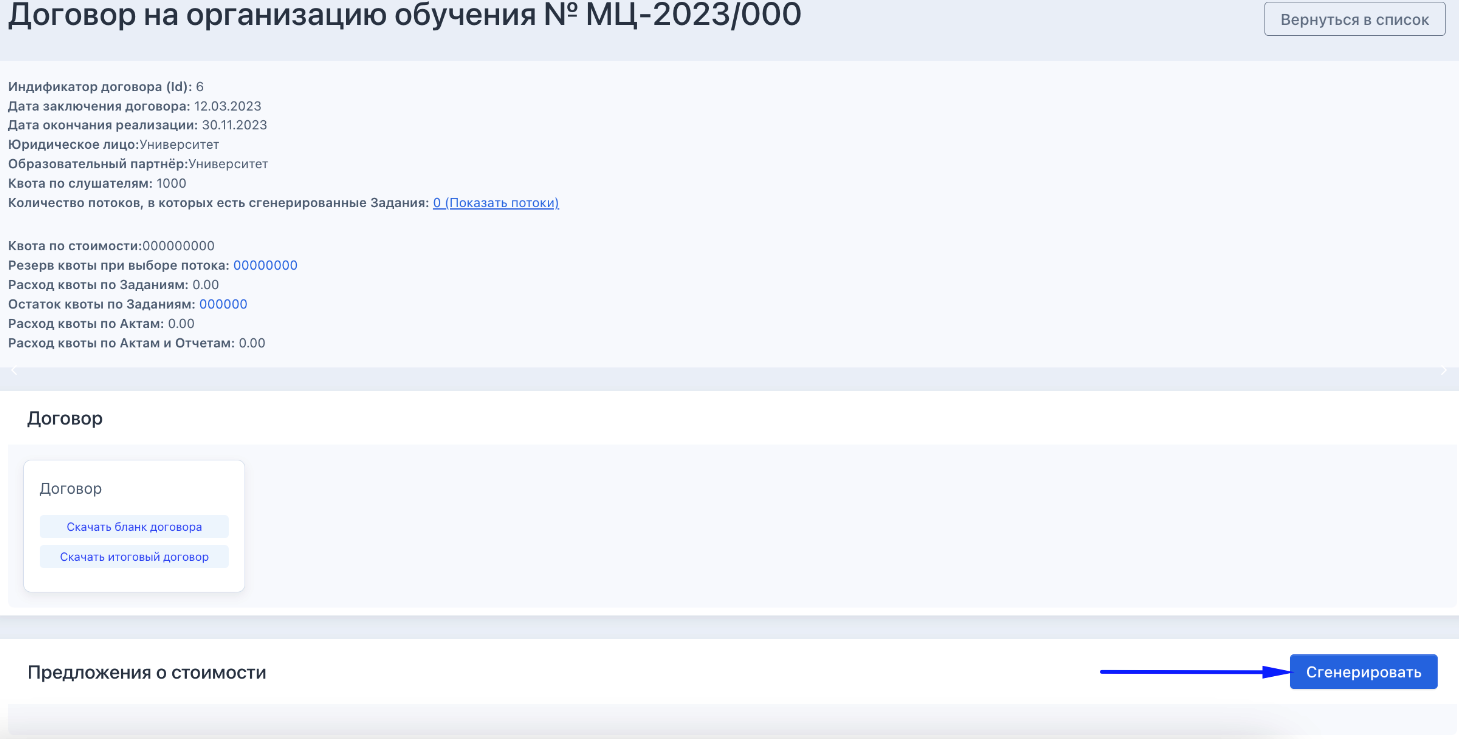 Договор на организацию обучения № МЦ-2023/000
Вернуться в список
Индификатор договора (Id): 6
Дата заключения договора: 12.03.2023
Дата окончания реализации: 30.11.2023
Юридическое лицо:Университет
Образовательный партнёр:Университет
Квота по слушателям: 1000
Количество потоков, в которых есть сгенерированные Задания: 0 (Показать потоки)
Квота по стоимости:000000000
Резерв квоты при выборе потока: 00000000
Расход квоты по Заданиям: 0.00
Остаток квоты по Заданиям: 000000
Расход квоты по Актам: 0.00
Расход квоты по Актам и Отчетам: 0.00
Договор
Договор
Скачать бланк договора
Скачать итоговый договор
Предложения о стоимости
Сгенерировать